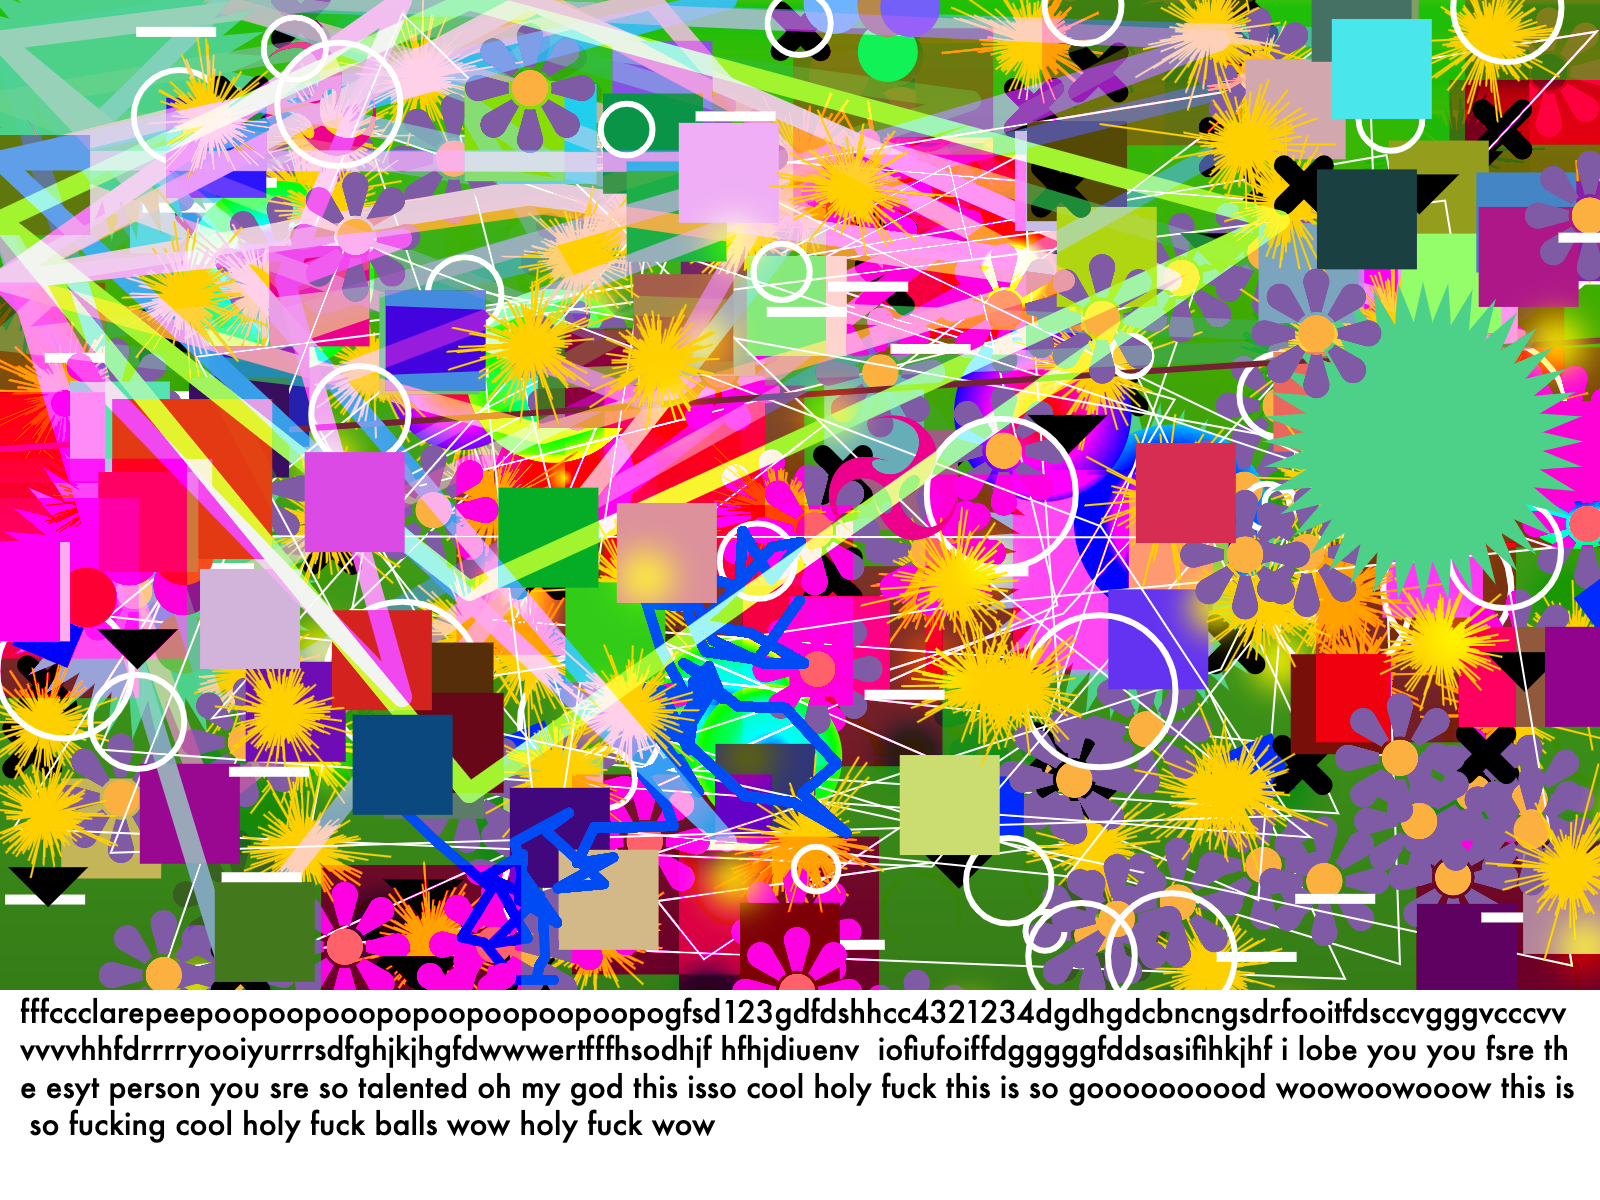 fffccclarepeepoopoopooopopoopoopoopoopogfsd123gdfdshhcc4321234dgdhgdcbncngsdrfooitfdsccvgggvcccvv
vvvvhhfdrrrryooiyurrrsdfghjkjhgfdwwwertfffhsodhjf hfhjdiuenv  iofiufoiffdgggggfddsasifihkjhf i lobe you you fsre th
e esyt person you sre so talented oh my god this isso cool holy fuck this is so goooooooood woowoowooow this is
so fucking cool holy fuck balls wow holy fuck wow